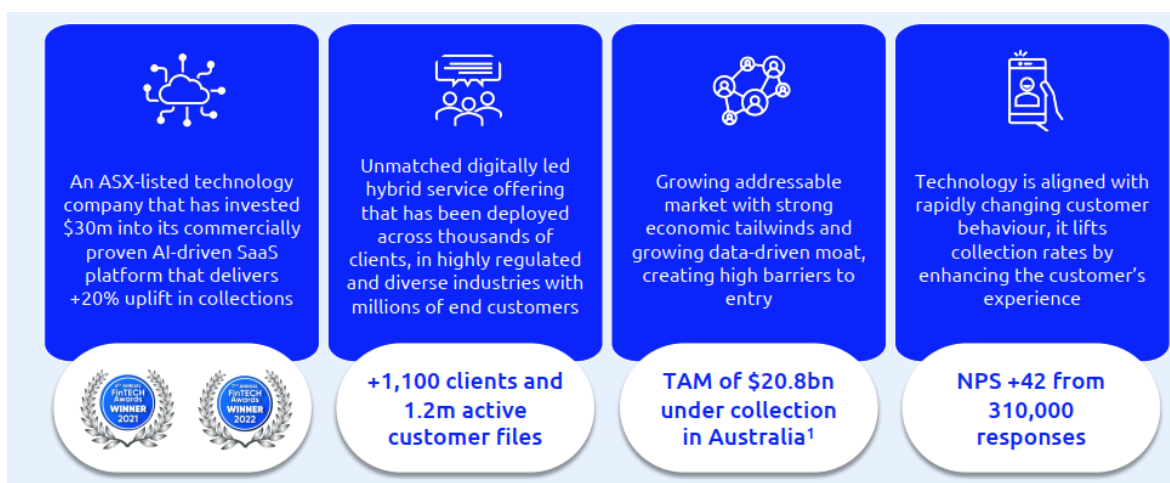 An ASX-listed technology
company that has invested
$30m into its commercially
proven AI-driven SaaS
platform that delivers
+20% uplift in collections
6TH ANNUAL
FinTECH
Awards
WINNER
2021
7TH ANNUAL
FinTECH
Awards
WINNER
2022
Unmatched digitally led
hybrid service offering
that has been deployed
across thousands of
clients, in highly regulated
and diverse industries with
millions of end customers
+1,100 clients and
1.2m active
customer files
Growing addressable
market with strong
economic tailwinds and
growing data-driven moat,
creating high barriers to
entry
TAM of $20.8bn
under collection
in Australia¹
Technology is aligned with
rapidly changing customer
behaviour, it lifts
collection rates by
enhancing the customer’s
experience
NPS +42 from
310,000
responses